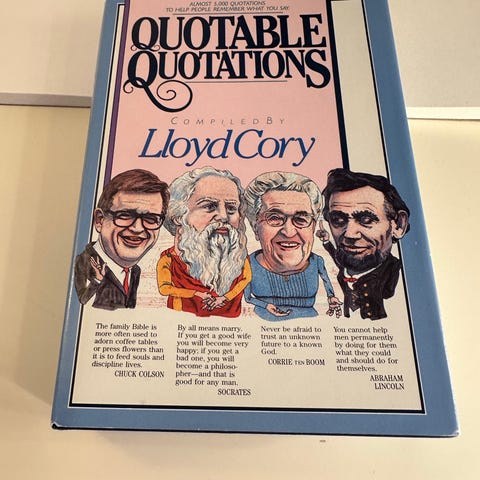 ALMOST 5,000 QUOTATIONS
TO HELP PEOPLE REMEMBER WHAT YOU SAY.
QUOTABLE
QUOTATIONS
COMPILED BY
Lloyd Cory
The family Bible is
more often used to
adorn coffee tables
or press flowers than
it is to feed souls and
discipline lives.
CHUCK COLSON
By all means marry.
If you get a good wife
you will become very
happy; if you get a
bad one, you will
become a philoso-
pher—and that is
good for any man.
SOCRATES
Never be afraid to
trust an unknown
future to a known
God.
CORRIE TEN BOOM
You cannot help
men permanently
by doing for them
what they could
and should do for
themselves.
ABRAHAM
LINCOLN